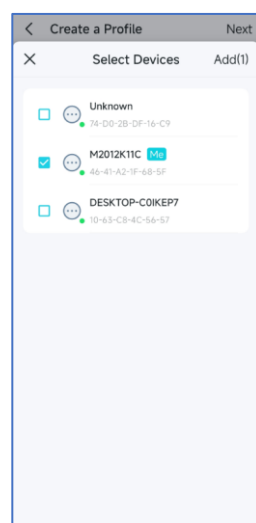 Create a Profile Next
Select Devices Add(1)
Unknown
74-D0-2B-DF-16-C9
M2012K11C Me
46-41-A2-1F-68-5F
DESKTOP-C0IKEP7
10-63-C8-4C-56-57